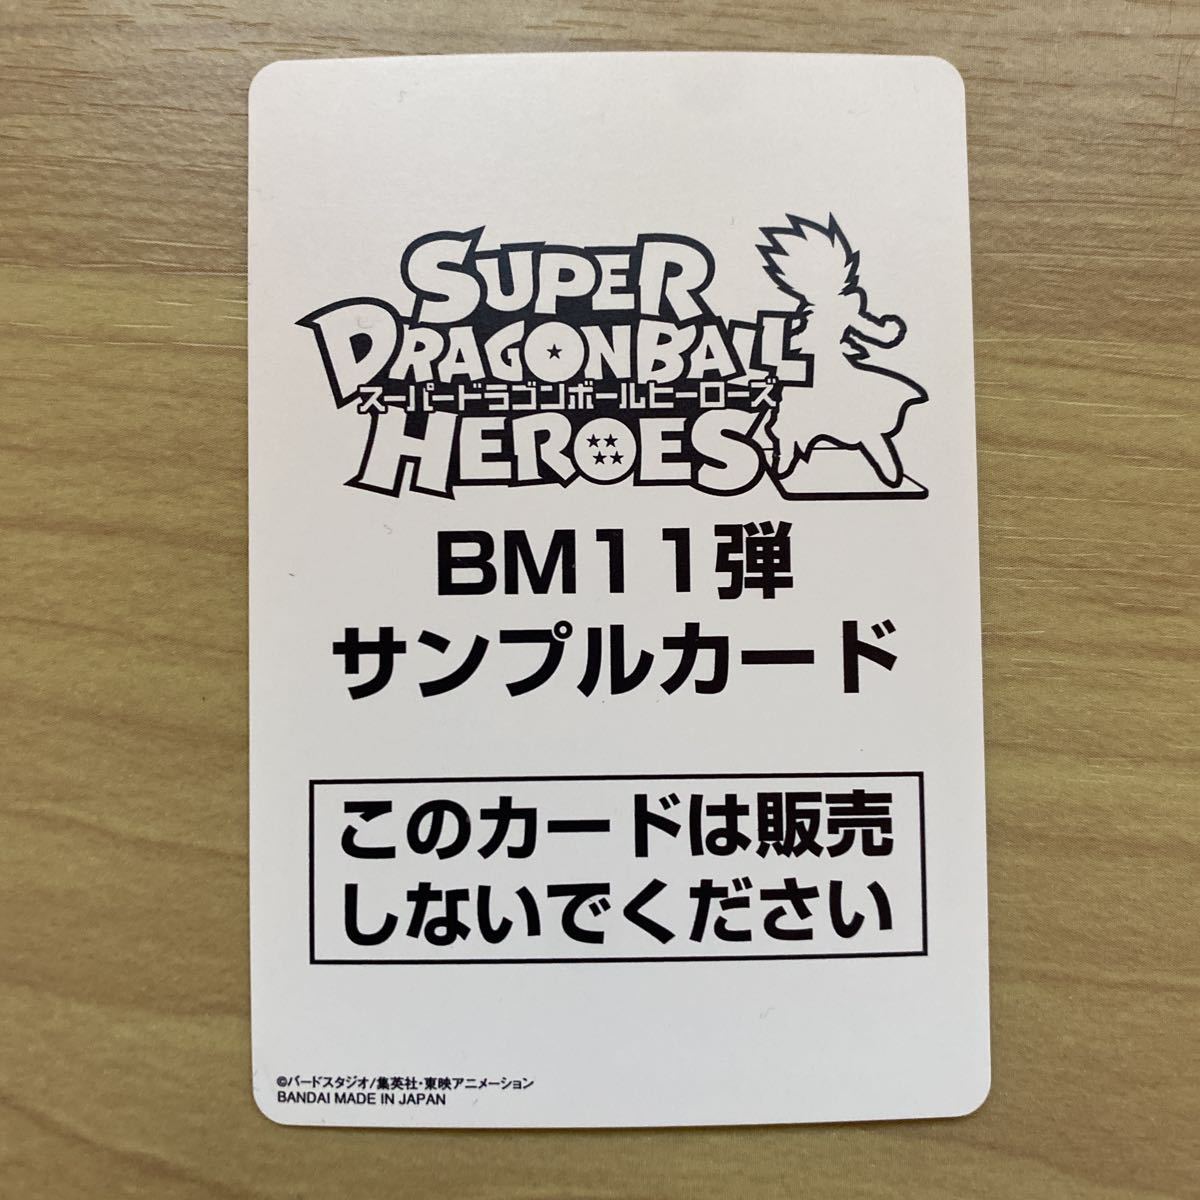 SUPER
DRAGONBALL
スーパードラゴンボールヒーローズ
HEROES
BM11弾
サンプルカード
このカードは販売
しないでください
©バードスタジオ/集英社・東映アニメーション
BANDAI MADE IN JAPAN